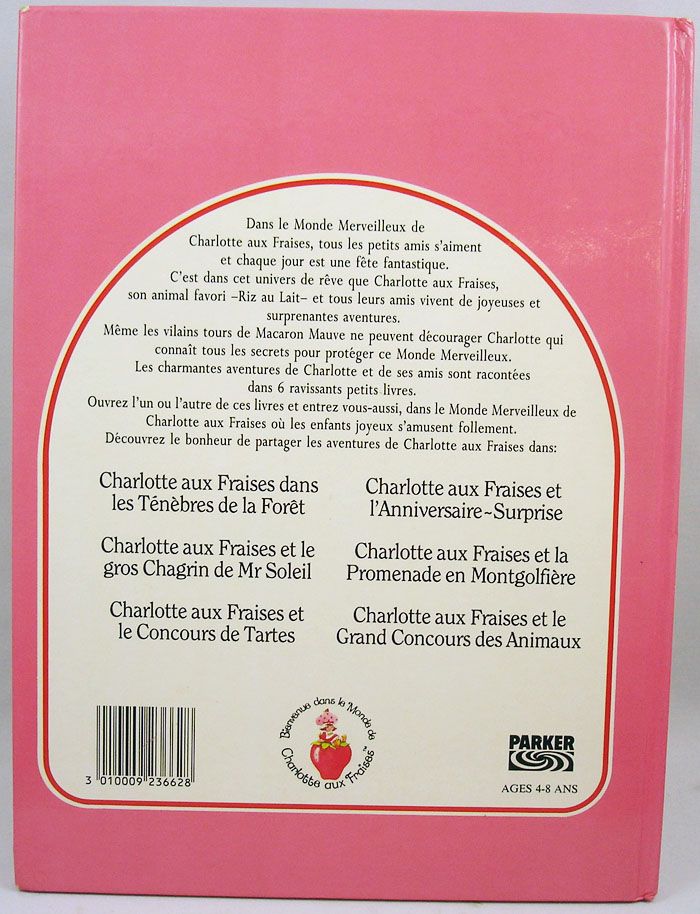 Dans le Monde Merveilleux de
Charlotte aux Fraises, tous les petits amis s'aiment
et chaque jour est une fête fantastique.
C'est dans cet univers de rêve que Charlotte aux Fraises,
son animal favori –Riz au Lait– et tous leurs amis vivent de joyeuses et
surprenantes aventures.
Même les vilains tours de Macaron Mauve ne peuvent décourager Charlotte qui
connaît tous les secrets pour protéger ce Monde Merveilleux.
Les charmantes aventures de Charlotte et de ses amis sont racontées
dans 6 ravissants petits livres.
Ouvrez l'un ou l'autre de ces livres et entrez vous-aussi, dans le Monde Merveilleux de
Charlotte aux Fraises où les enfants joyeux s'amusent follement.
Découvrez le bonheur de partager les aventures de Charlotte aux Fraises dans:
Charlotte aux Fraises dans
les Ténèbres de la Forêt
Charlotte aux Fraises et
l'Anniversaire~Surprise
Charlotte aux Fraises et le
gros Chagrin de Mr Soleil
Charlotte aux Fraises et la
Promenade en Montgolfière
Charlotte aux Fraises et
le Concours de Tartes
Charlotte aux Fraises et le
Grand Concours des Animaux
3 010009 236628
Bienvenue dans le Monde de
Charlotte aux Fraises™
PARKER
AGES 4-8 ANS